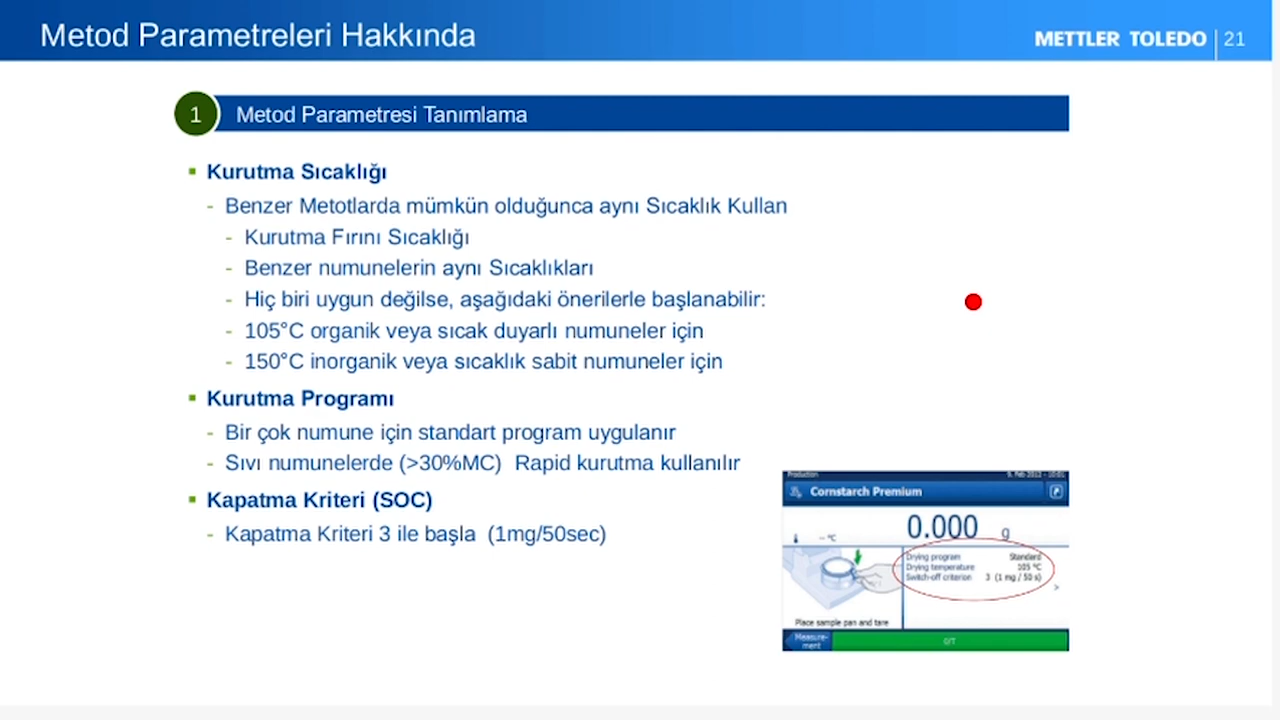 Metod Parametreleri Hakkında
METTLER TOLEDO 21
1 Metod Parametresi Tanımlama
Kurutma Sıcaklığı
- Benzer Metotlarda mümkün olduğunca aynı Sıcaklık Kullan
- Kurutma Fırını Sıcaklığı
- Benzer numunelerin aynı Sıcaklıkları
- Hiç biri uygun değilse, aşağıdaki önerilerle başlanabilir:
- 105°C organik veya sıcak duyarlı numuneler için
- 150°C inorganik veya sıcaklık sabit numuneler için
Kurutma Programı
- Bir çok numune için standart program uygulanır
- Sıvı numunelerde (>30%MC) Rapid kurutma kullanılır
Kapatma Kriteri (SOC)
- Kapatma Kriteri 3 ile başla (1mg/50sec)
Production
Cornstarch Premium
0.000 g
-- °C
Drying program Standard
Drying temperature 105 °C
Switch-off criterion 3 (1 mg / 50 s)
>
Place sample pan and tare
Measure-
ment
0/T